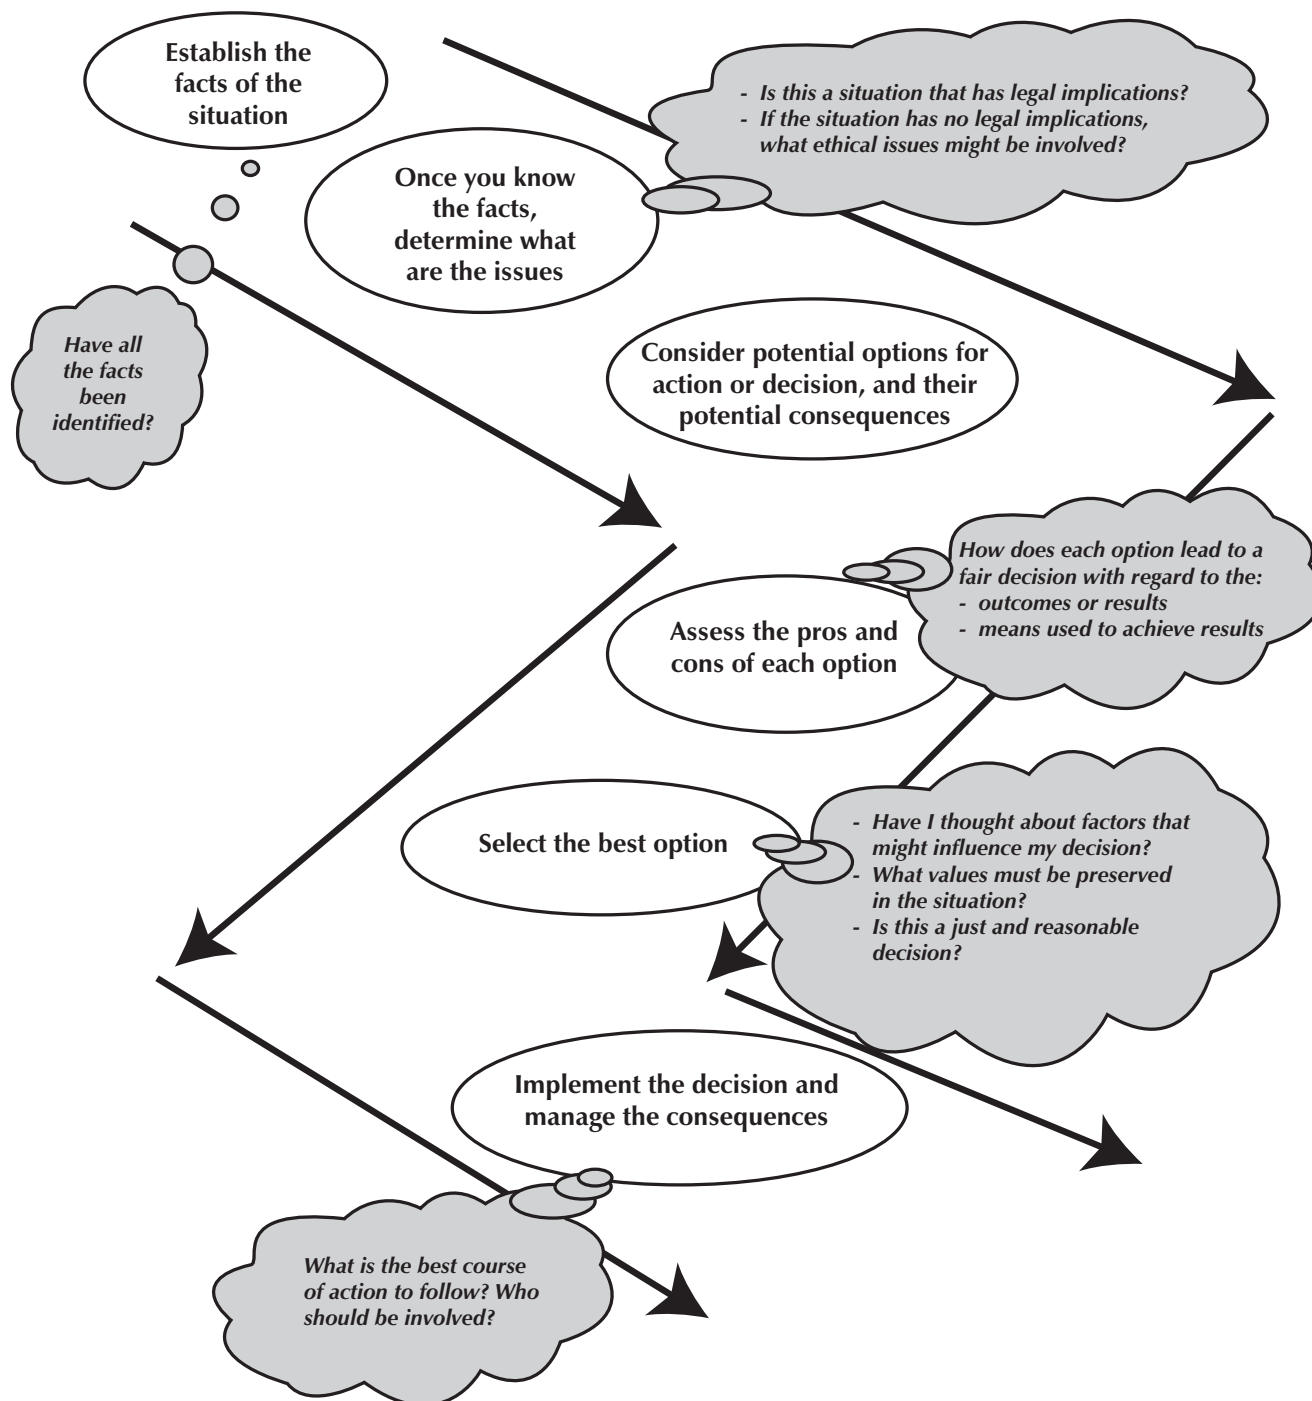 Establish the
facts of the
situation
- Is this a situation that has legal implications?
- If the situation has no legal implications,
what ethical issues might be involved?
Once you know
the facts,
determine what
are the issues
Have all
the facts
been
identified?
Consider potential options for
action or decision, and their
potential consequences
How does each option lead to a
fair decision with regard to the:
- outcomes or results
- means used to achieve results
Assess the pros and
cons of each option
Select the best option
- Have I thought about factors that
might influence my decision?
- What values must be preserved
in the situation?
- Is this a just and reasonable
decision?
Implement the decision and
manage the consequences
What is the best course
of action to follow? Who
should be involved?